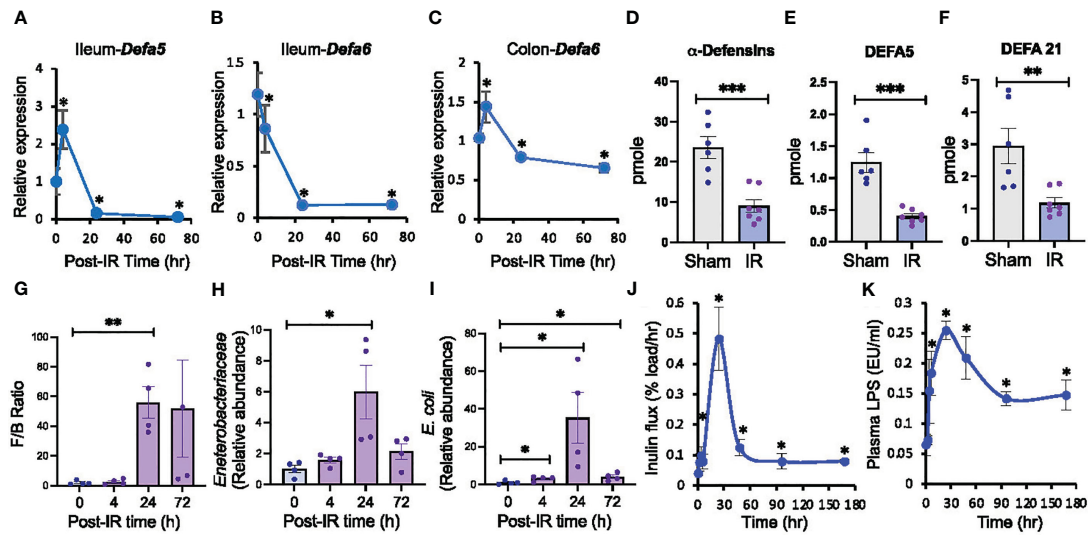 A
Ileum-Defa5
Relative expression
4
3
2
1
0
*
*
*
0 20 40 60 80
Post-IR Time (hr)
B
Ileum-Defa6
Relative expression
1.5
1
0.5
0
*
*
*
0 20 40 60 80
Post-IR Time (hr)
C
Colon-Defa6
Relative expression
2
1.5
1
0.5
0
*
*
*
0 20 40 60 80
Post-IR Time (hr)
D
α-Defensins
pmole
40
30
20
10
0
***
Sham IR
E
DEFA5
pmole
2.5
2.0
1.5
1.0
0.5
0.0
***
Sham IR
F
DEFA 21
pmole
5
4
3
2
1
0
**
Sham IR
G
F/B Ratio
100
80
60
40
20
0
**
0 4 24 72
Post-IR time (h)
H
Eneterobacteriaceae
(Relative abundance)
10
8
6
4
2
0
*
0 4 24 72
Post-IR time (h)
I
E. coli
(Relative abundance)
80
60
40
20
0
*
*
*
0 4 24 72
Post-IR time (h)
J
Inulin flux (% load/hr)
0.6
0.5
0.4
0.3
0.2
0.1
0
*
*
*
*
*
0 30 60 90 120 150 180
Time (hr)
K
Plasma LPS (EU/ml)
0.3
0.25
0.2
0.15
0.1
0.05
0
*
*
*
*
*
0 30 60 90 120 150 180
Time (hr)